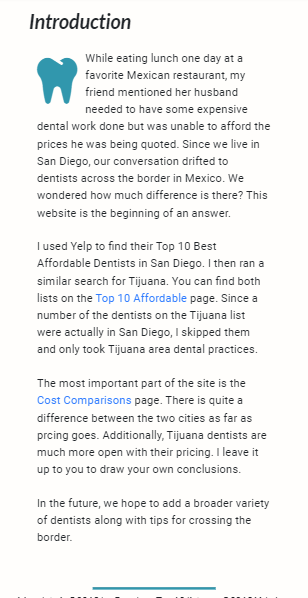 Introduction
While eating lunch one day at a
favorite Mexican restaurant, my
friend mentioned her husband
needed to have some expensive
dental work done but was unable to afford the
prices he was being quoted. Since we live in
San Diego, our conversation drifted to
dentists across the border in Mexico. We
wondered how much difference is there? This
website is the beginning of an answer.
I used Yelp to find their Top 10 Best
Affordable Dentists in San Diego. I then ran a
similar search for Tijuana. You can find both
lists on the Top 10 Affordable page. Since a
number of the dentists on the Tijuana list
were actually in San Diego, I skipped them
and only took Tijuana area dental practices.
The most important part of the site is the
Cost Comparisons page. There is quite a
difference between the two cities as far as
prcing goes. Additionally, Tijuana dentists are
much more open with their pricing. I leave it
up to you to draw your own conclusions.
In the future, we hope to add a broader variety
of dentists along with tips for crossing the
border.